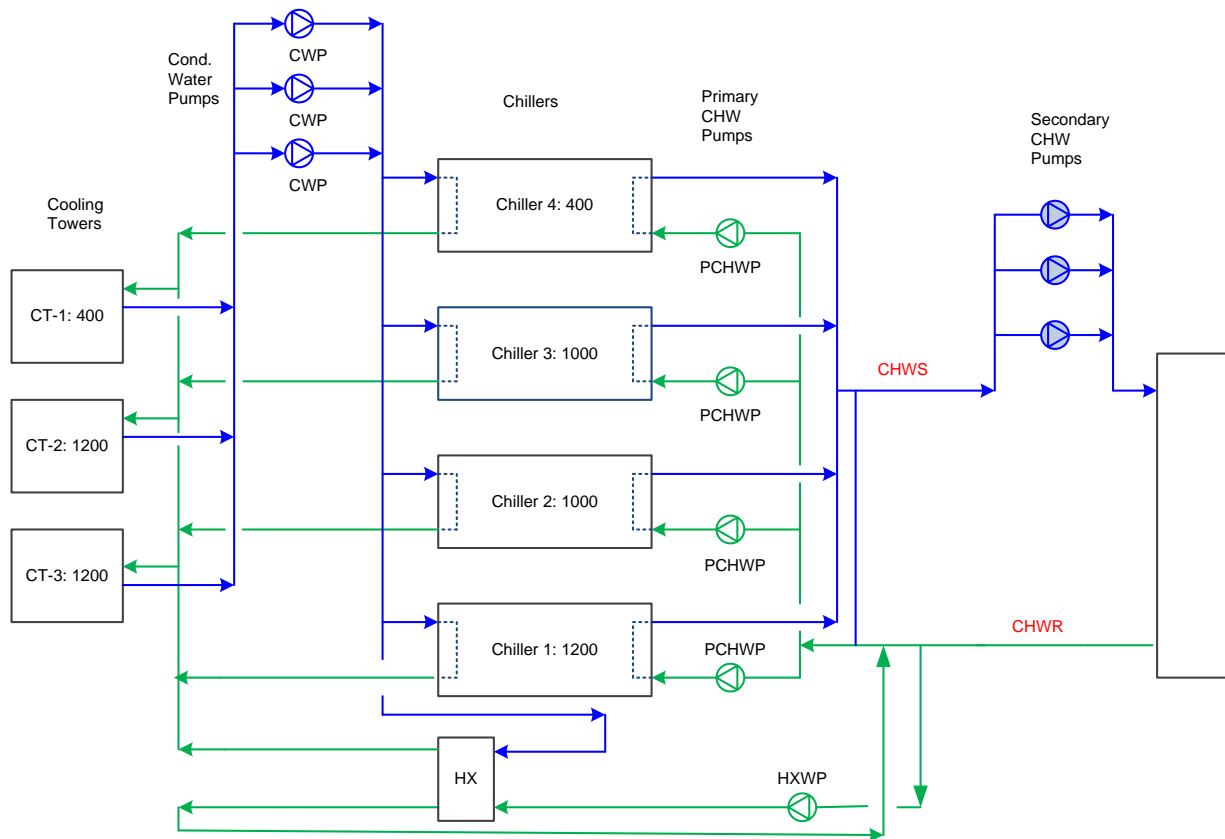 CWP
Cond.
Water
Pumps
CWP
CWP
Chillers
Primary
CHW
Pumps
Secondary
CHW
Pumps
Cooling
Towers
Chiller 4: 400
PCHWP
CT-1: 400
Chiller 3: 1000
PCHWP
CHWS
CT-2: 1200
Chiller 2: 1000
PCHWP
CT-3: 1200
Chiller 1: 1200
PCHWP
CHWR
HX
HXWP